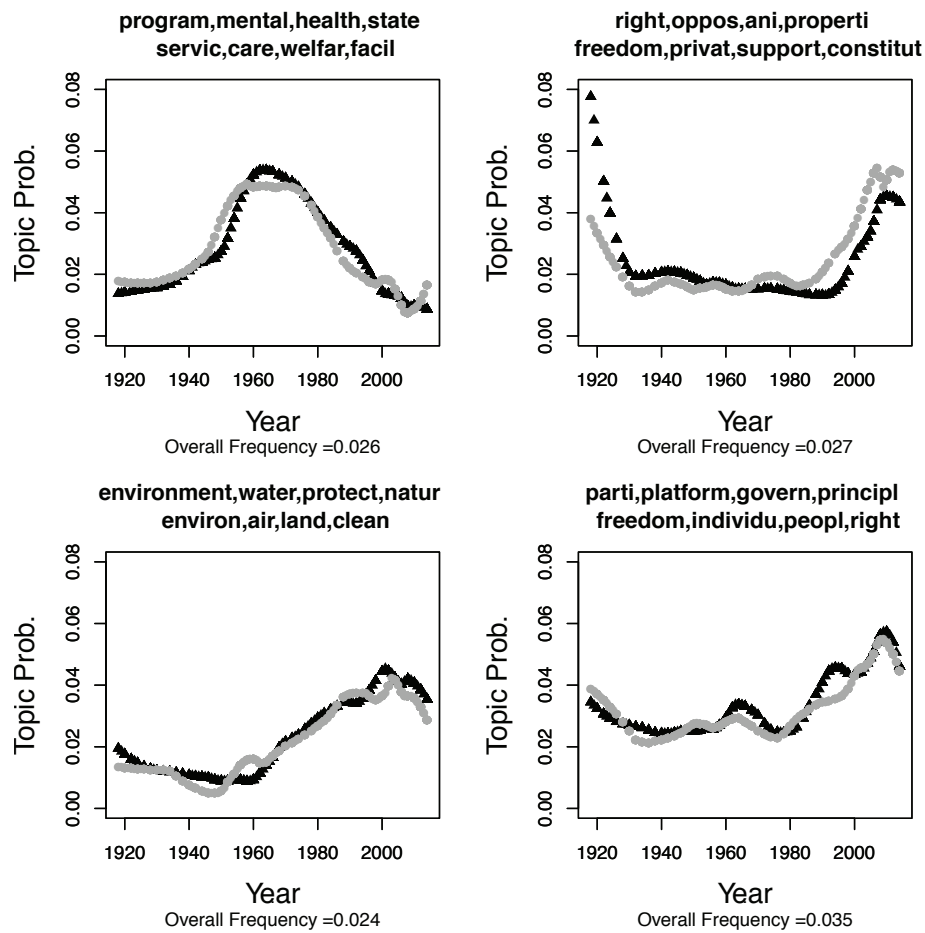 program,mental,health,state
servic,care,welfar,facil
Topic Prob.
0.00 0.02 0.04 0.06 0.08
1920 1940 1960 1980 2000
Year
Overall Frequency =0.026
right,oppos,ani,properti
freedom,privat,support,constitut
Topic Prob.
0.00 0.02 0.04 0.06 0.08
1920 1940 1960 1980 2000
Year
Overall Frequency =0.027
environment,water,protect,natur
environ,air,land,clean
Topic Prob.
0.00 0.02 0.04 0.06 0.08
1920 1940 1960 1980 2000
Year
Overall Frequency =0.024
parti,platform,govern,principl
freedom,individu,peopl,right
Topic Prob.
0.00 0.02 0.04 0.06 0.08
1920 1940 1960 1980 2000
Year
Overall Frequency =0.035